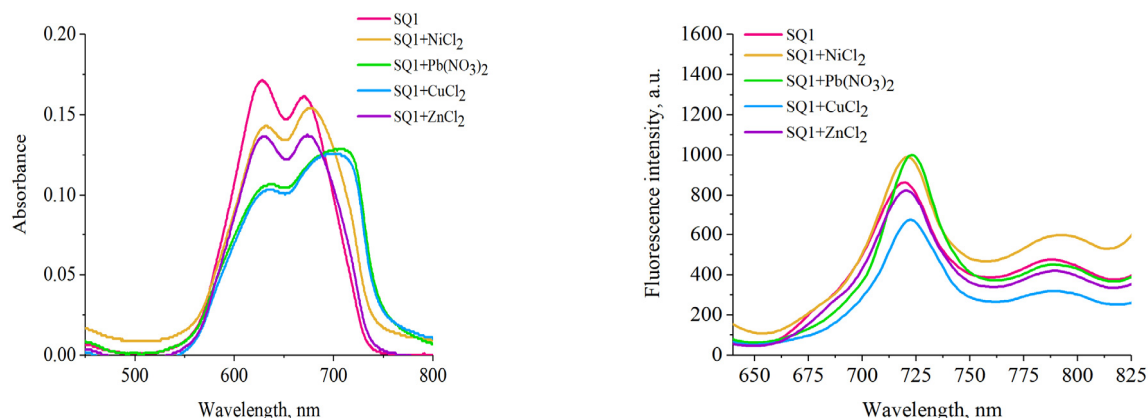 0.20
0.15
0.10
0.05
0.00
Absorbance
SQ1
SQ1+NiCl2
SQ1+Pb(NO3)2
SQ1+CuCl2
SQ1+ZnCl2
500 600 700 800
Wavelength, nm
1600
1400
1200
1000
800
600
400
200
0
Fluorescence intensity, a.u.
SQ1
SQ1+NiCl2
SQ1+Pb(NO3)2
SQ1+CuCl2
SQ1+ZnCl2
650 675 700 725 750 775 800 825
Wavelength, nm